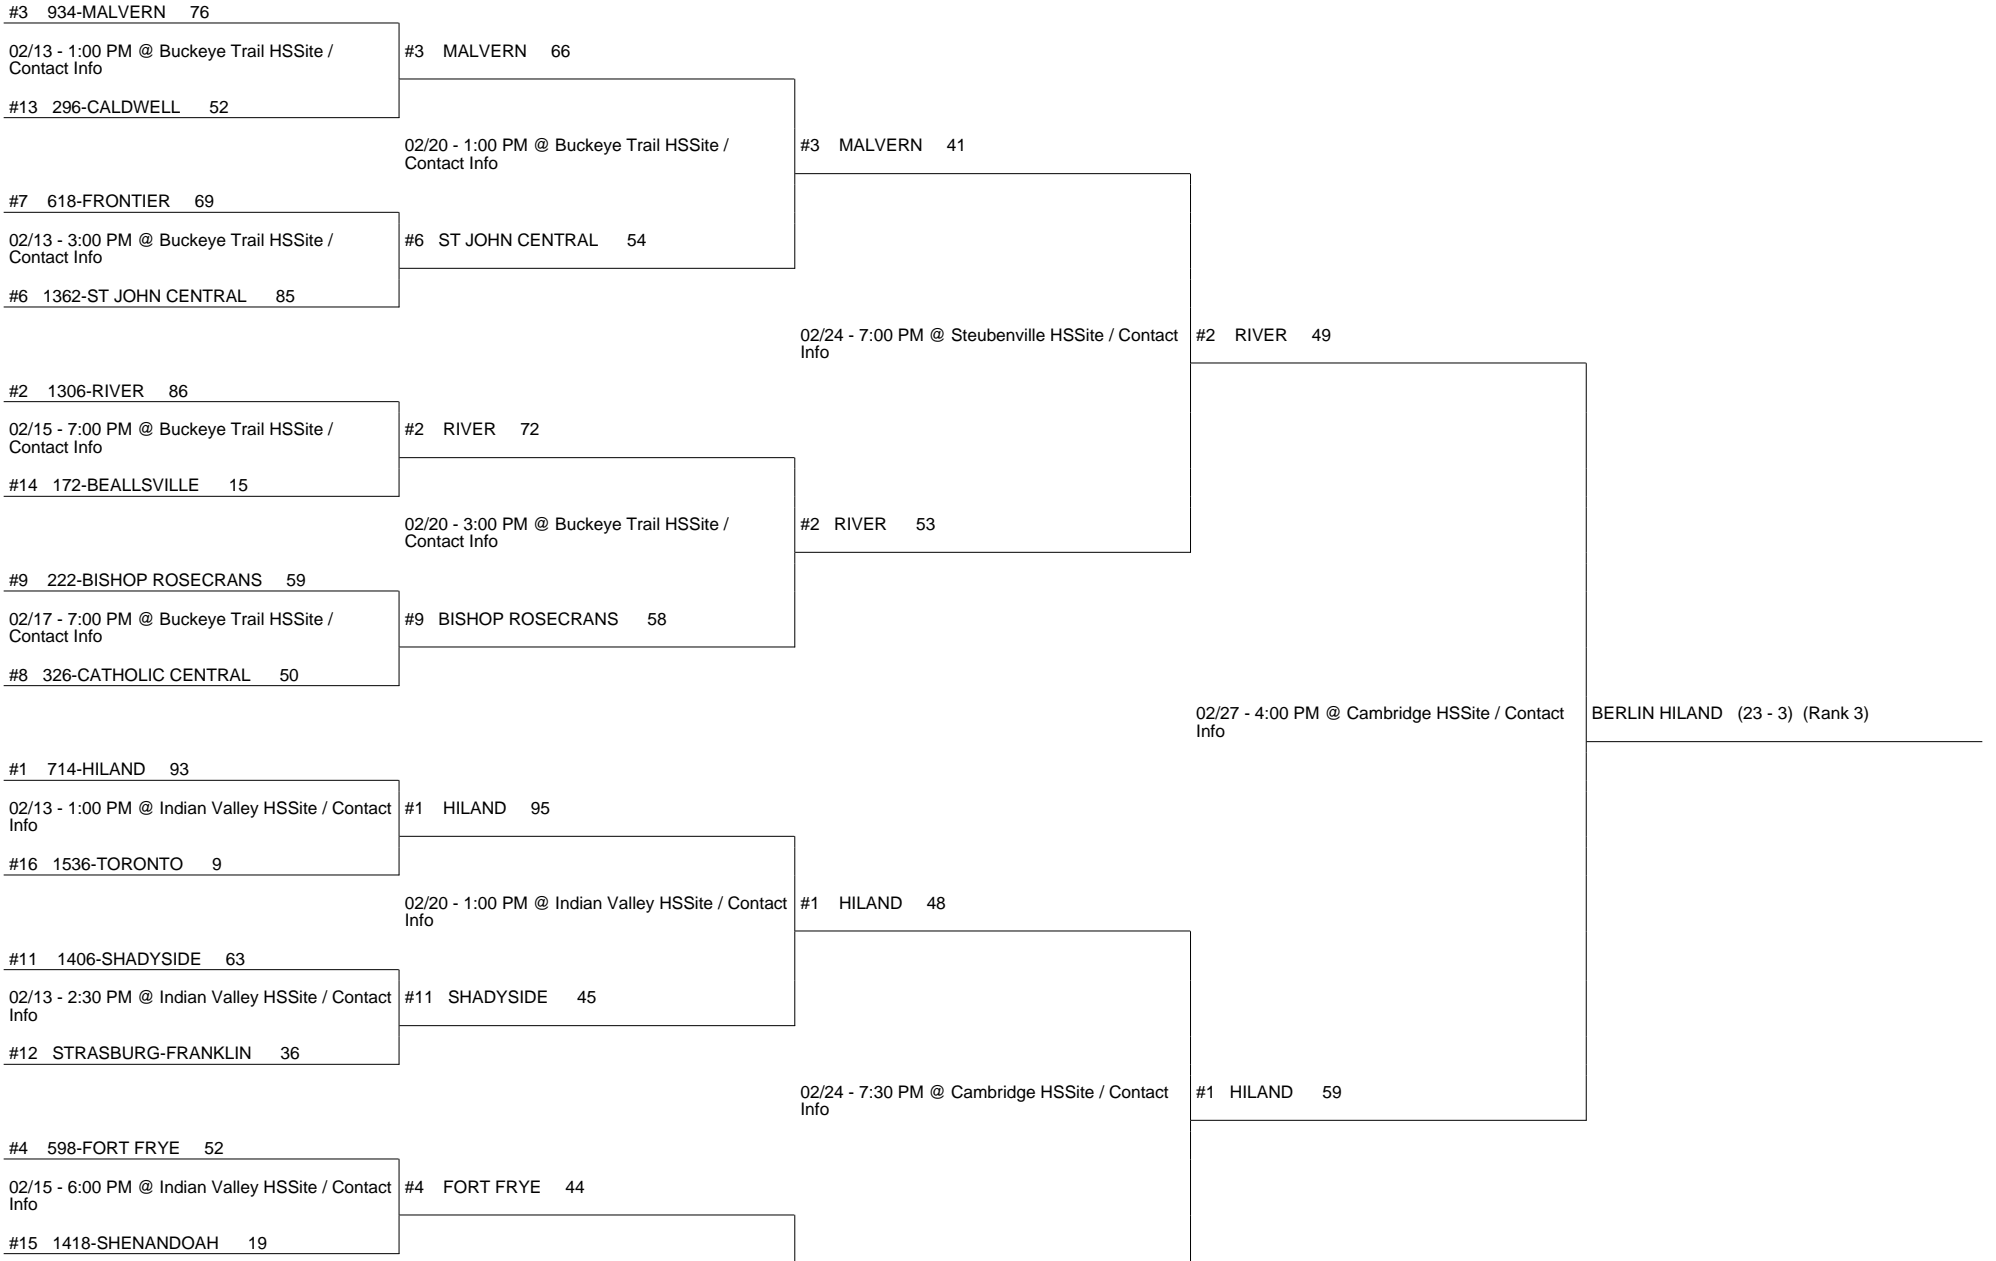 #3 934-MALVERN 76
02/13 - 1:00 PM @ Buckeye Trail HSSite /
Contact Info
#3 MALVERN 66
#13 296-CALDWELL 52
02/20 - 1:00 PM @ Buckeye Trail HSSite /
Contact Info
#3 MALVERN 41
#7 618-FRONTIER 69
02/13 - 3:00 PM @ Buckeye Trail HSSite /
Contact Info
#6 ST JOHN CENTRAL 54
#6 1362-ST JOHN CENTRAL 85
02/24 - 7:00 PM @ Steubenville HSSite / Contact
Info
#2 RIVER 49
#2 1306-RIVER 86
02/15 - 7:00 PM @ Buckeye Trail HSSite /
Contact Info
#2 RIVER 72
#14 172-BEALLSVILLE 15
02/20 - 3:00 PM @ Buckeye Trail HSSite /
Contact Info
#2 RIVER 53
#9 222-BISHOP ROSECRANS 59
02/17 - 7:00 PM @ Buckeye Trail HSSite /
Contact Info
#9 BISHOP ROSECRANS 58
#8 326-CATHOLIC CENTRAL 50
02/27 - 4:00 PM @ Cambridge HSSite / Contact
Info
BERLIN HILAND (23 - 3) (Rank 3)
#1 714-HILAND 93
02/13 - 1:00 PM @ Indian Valley HSSite / Contact
Info
#1 HILAND 95
#16 1536-TORONTO 9
02/20 - 1:00 PM @ Indian Valley HSSite / Contact
Info
#1 HILAND 48
#11 1406-SHADYSIDE 63
02/13 - 2:30 PM @ Indian Valley HSSite / Contact
Info
#11 SHADYSIDE 45
#12 STRASBURG-FRANKLIN 36
02/24 - 7:30 PM @ Cambridge HSSite / Contact
Info
#1 HILAND 59
#4 598-FORT FRYE 52
02/15 - 6:00 PM @ Indian Valley HSSite / Contact
Info
#4 FORT FRYE 44
#15 1418-SHENANDOAH 19